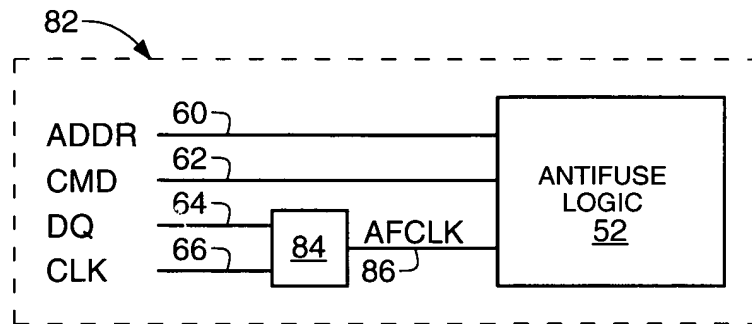 82
ADDR 60
CMD 62
DQ 64
CLK 66
84
AFCLK
86
ANTIFUSE
LOGIC
52